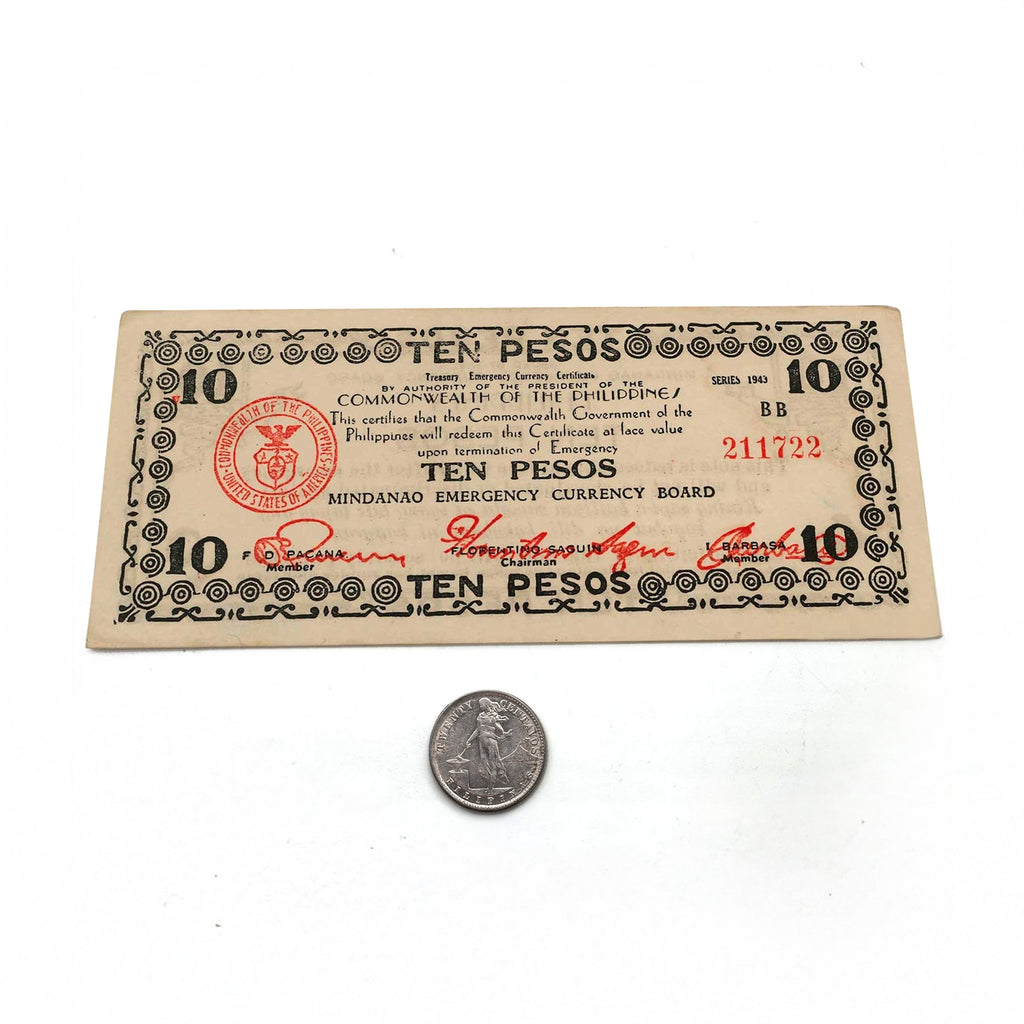 TEN PESOS
10
10
Treasury Emergency Currency Certificate
BY AUTHORITY OF THE PRESIDENT OF THE
COMMONWEALTH OF THE PHILIPPINES
SERIES 1943
BB
This certifies that the Commonwealth Government of the
Philippines will redeem this Certificate at face value
upon termination of Emergency
211722
TEN PESOS
MINDANAO EMERGENCY CURRENCY BOARD
COMMONWEALTH OF THE PHILIPPINES
UNITED STATES OF AMERICA
10
F D. PACANA
Member
FLORENTINO SAGUIN
Chairman
I. BARBASA
Member
10
TEN PESOS
TWENTY CENTAVOS
FILIPINAS